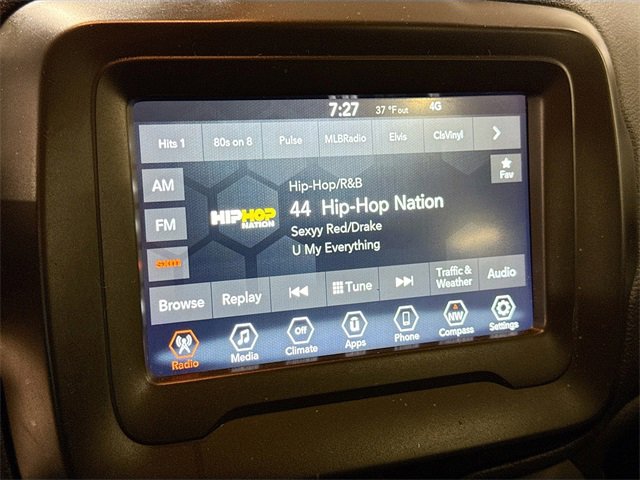 7:27 37 °F out 4G
Hits 1 80s on 8 Pulse MLBRadio Elvis ClsVinyl
AM
Fav
Hip-Hop/R&B
HIPHOP
NATION
44 Hip-Hop Nation
FM
Sexyy Red/Drake
U My Everything
SXM
Browse Replay Tune Traffic &
Weather Audio
Off NW
Radio Media Climate Apps Phone Compass Settings